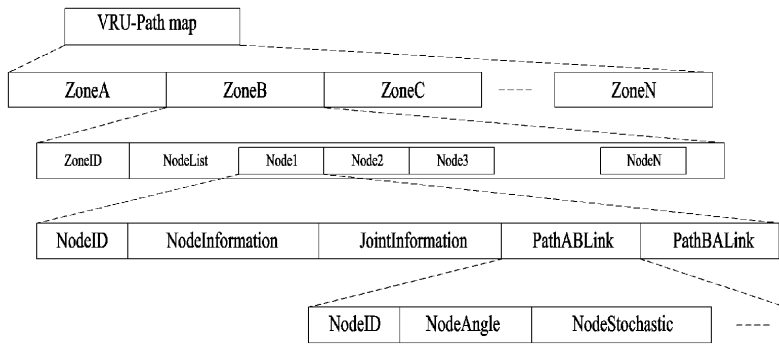 VRU-Path map
ZoneA ZoneB ZoneC ZoneN
ZoneID NodeList Node1 Node2 Node3 NodeN
NodeID NodeInformation JointInformation PathABLink PathBALink
NodeID NodeAngle NodeStochastic